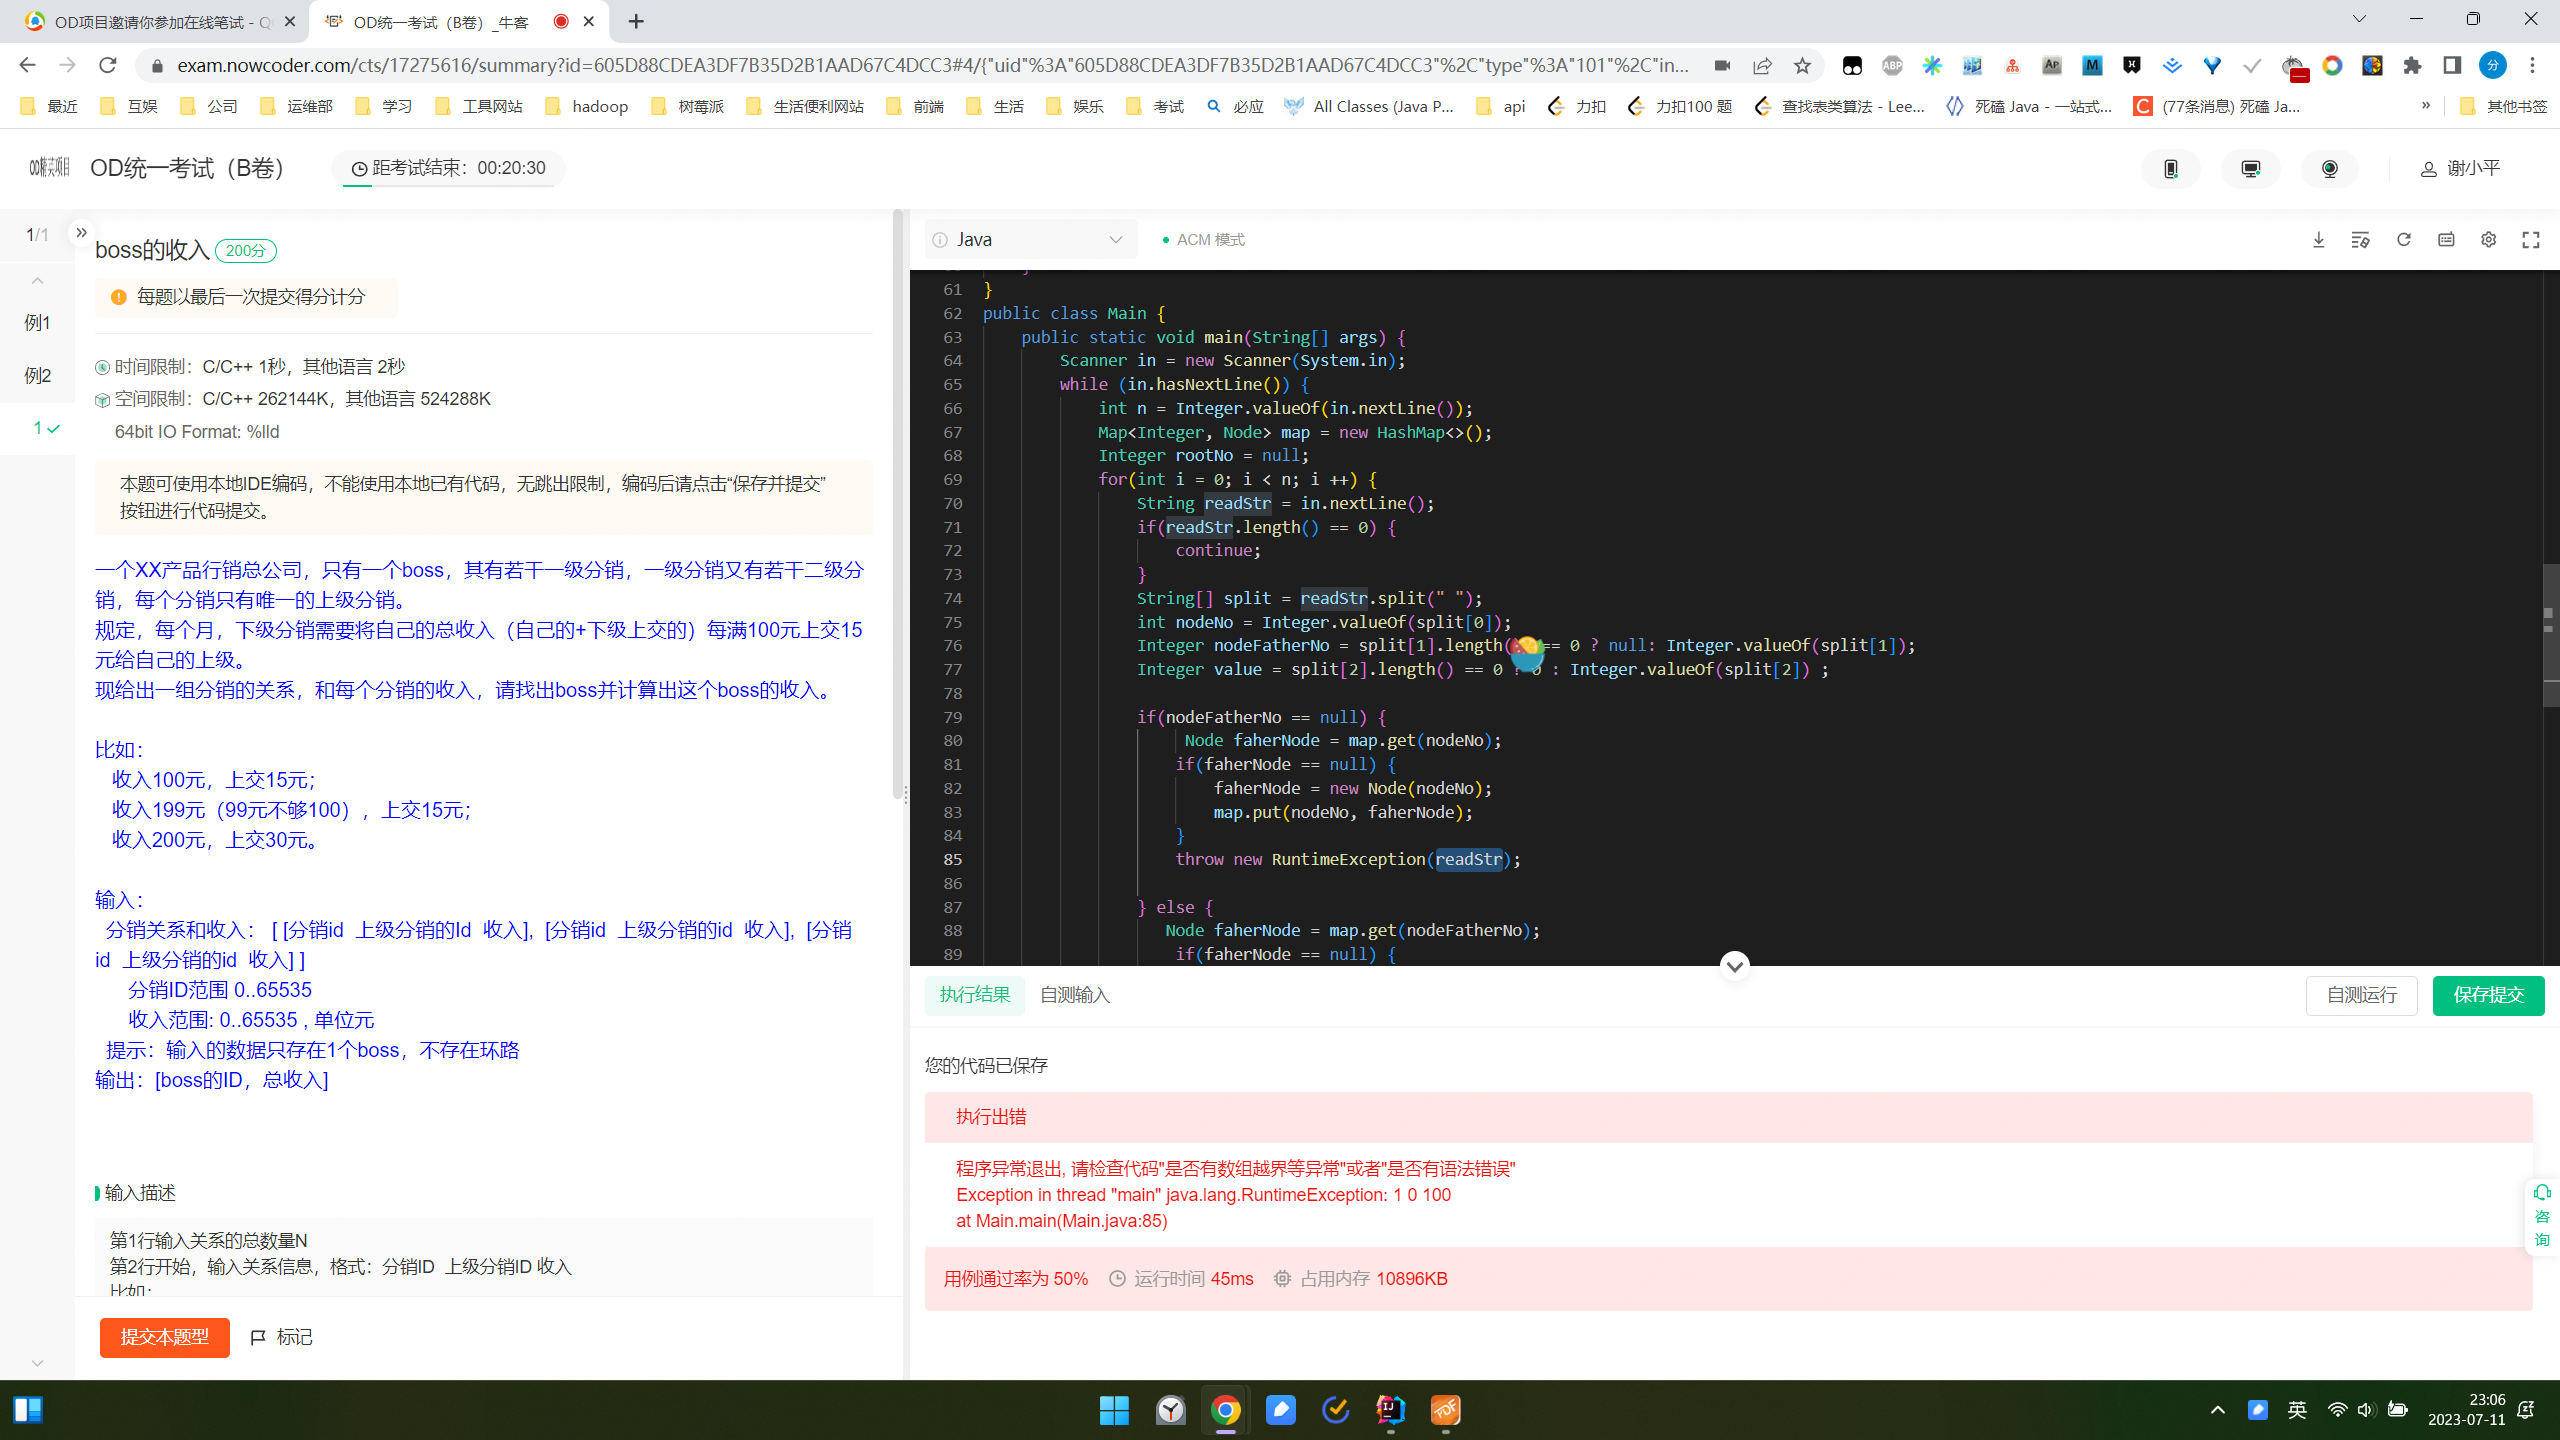 OD项目邀请你参加在线笔试 - Q
OD统一考试（B卷）_牛客
exam.nowcoder.com/cts/17275616/summary?id=605D88CDEA3DF7B35D2B1AAD67C4DCC3#4/{"uid"%3A"605D88CDEA3DF7B35D2B1AAD67C4DCC3"%2C"type"%3A"101"%2C"in...
分
最近
互娱
公司
运维部
学习
工具网站
hadoop
树莓派
生活便利网站
前端
生活
娱乐
考试
必应
All Classes (Java P...
api
力扣
力扣100 题
查找表类算法 - Lee...
死磕 Java - 一站式...
(77条消息) 死磕 Ja...
»
其他书签
OD精英项目
OD统一考试（B卷）
距考试结束：00:20:30
谢小平
1/1
例1
例2
1
boss的收入 200分
每题以最后一次提交得分计分
时间限制：C/C++ 1秒，其他语言 2秒
空间限制：C/C++ 262144K，其他语言 524288K
64bit IO Format: %lld
本题可使用本地IDE编码，不能使用本地已有代码，无跳出限制，编码后请点击“保存并提交”
按钮进行代码提交。
一个XX产品行销总公司，只有一个boss，其有若干一级分销，一级分销又有若干二级分
销，每个分销只有唯一的上级分销。
规定，每个月，下级分销需要将自己的总收入（自己的+下级上交的）每满100元上交15
元给自己的上级。
现给出一组分销的关系，和每个分销的收入，请找出boss并计算出这个boss的收入。
比如：
收入100元，上交15元；
收入199元（99元不够100），上交15元；
收入200元，上交30元。
输入：
分销关系和收入： [ [分销id 上级分销的Id 收入], [分销id 上级分销的id 收入], [分销
id 上级分销的id 收入] ]
分销ID范围 0..65535
收入范围: 0..65535 , 单位元
提示：输入的数据只存在1个boss，不存在环路
输出：[boss的ID，总收入]
输入描述
第1行输入关系的总数量N
第2行开始，输入关系信息，格式：分销ID 上级分销ID 收入
比如:
提交本题型
标记
Java
ACM 模式
61 }
62 public class Main {
63 public static void main(String[] args) {
64 Scanner in = new Scanner(System.in);
65 while (in.hasNextLine()) {
66 int n = Integer.valueOf(in.nextLine());
67 Map<Integer, Node> map = new HashMap<>();
68 Integer rootNo = null;
69 for(int i = 0; i < n; i ++) {
70 String readStr = in.nextLine();
71 if(readStr.length() == 0) {
72 continue;
73 }
74 String[] split = readStr.split(" ");
75 int nodeNo = Integer.valueOf(split[0]);
76 Integer nodeFatherNo = split[1].length( == 0 ? null: Integer.valueOf(split[1]);
77 Integer value = split[2].length() == 0 ? 0 : Integer.valueOf(split[2]) ;
78
79 if(nodeFatherNo == null) {
80 Node faherNode = map.get(nodeNo);
81 if(faherNode == null) {
82 faherNode = new Node(nodeNo);
83 map.put(nodeNo, faherNode);
84 }
85 throw new RuntimeException(readStr);
86
87 } else {
88 Node faherNode = map.get(nodeFatherNo);
89 if(faherNode == null) {
执行结果
自测输入
自测运行
保存提交
您的代码已保存
执行出错
程序异常退出, 请检查代码"是否有数组越界等异常"或者"是否有语法错误"
Exception in thread "main" java.lang.RuntimeException: 1 0 100
at Main.main(Main.java:85)
用例通过率为 50% 运行时间 45ms 占用内存 10896KB
咨
询
英
23:06
2023-07-11